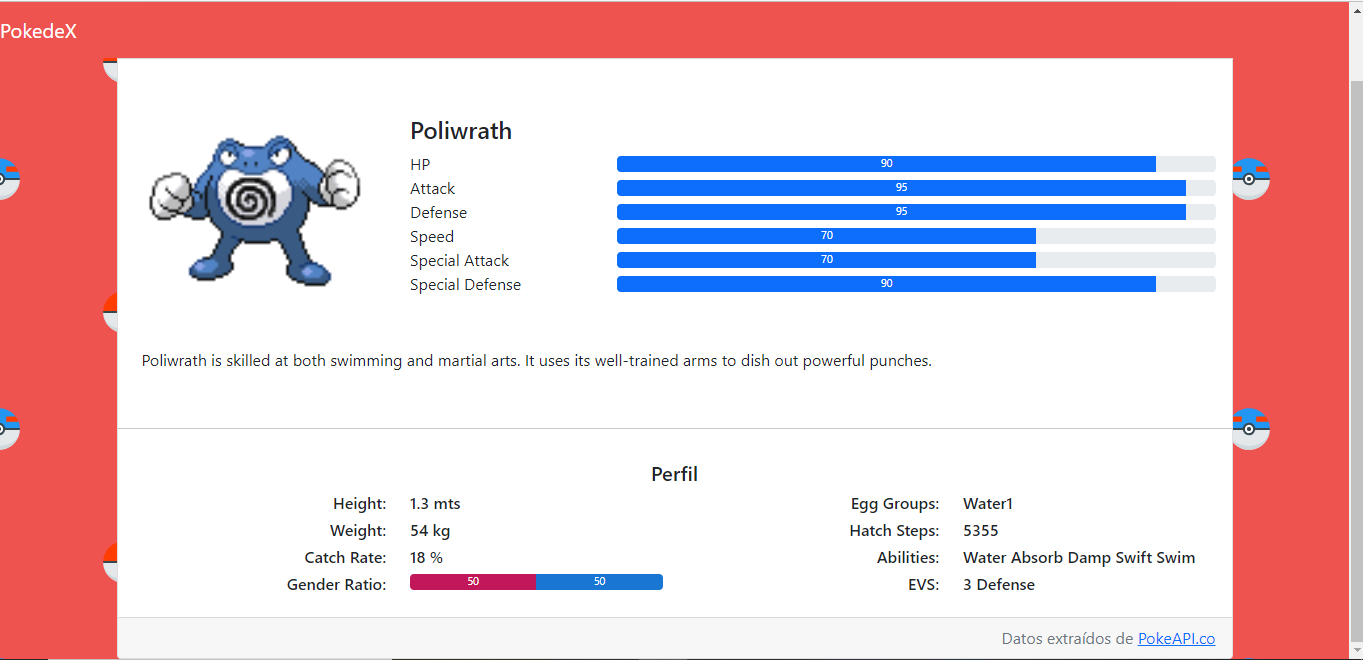 PokedeX
Poliwrath
HP 90
Attack 95
Defense 95
Speed 70
Special Attack 70
Special Defense 90
Poliwrath is skilled at both swimming and martial arts. It uses its well-trained arms to dish out powerful punches.
Perfil
Height: 1.3 mts
Weight: 54 kg
Catch Rate: 18 %
Gender Ratio: 50 50
Egg Groups: Water1
Hatch Steps: 5355
Abilities: Water Absorb Damp Swift Swim
EVS: 3 Defense
Datos extraídos de PokeAPI.co